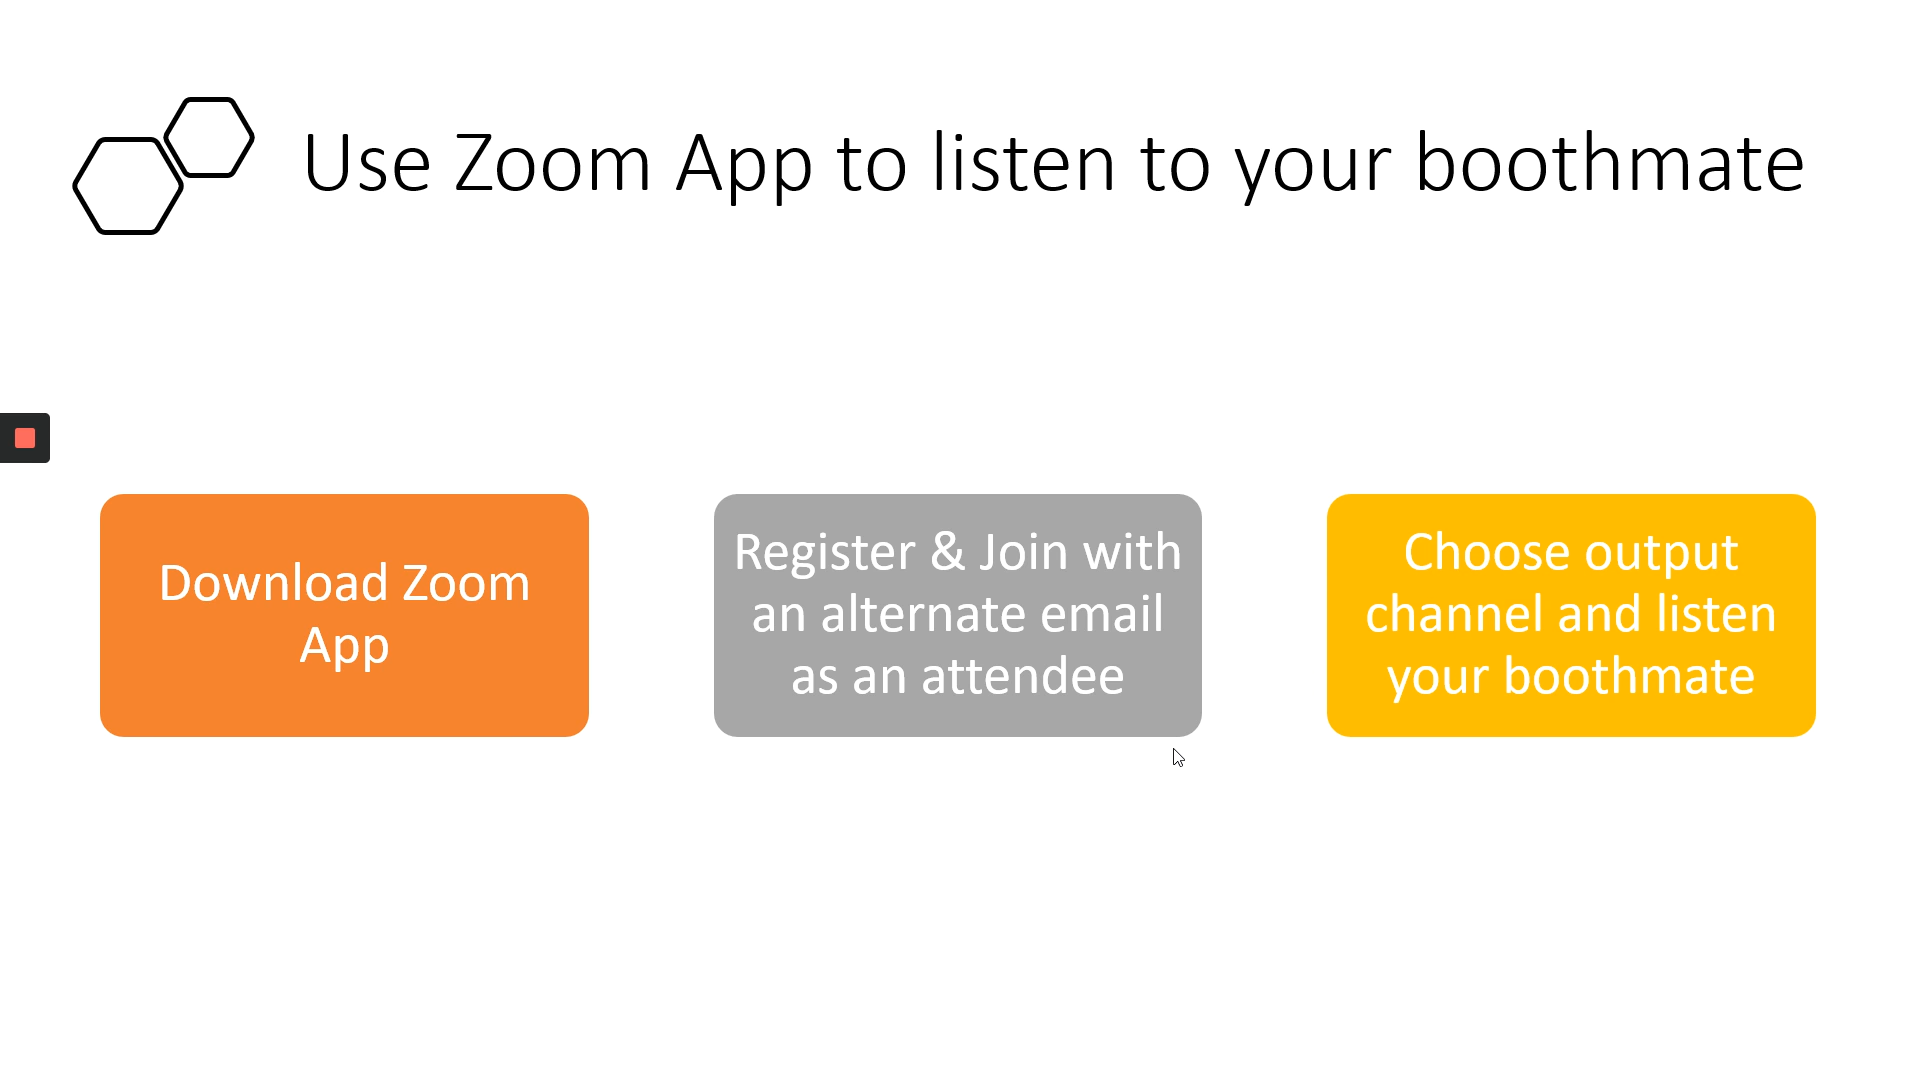 Use Zoom App to listen to your boothmate
Download Zoom
App
Register & Join with
an alternate email
as an attendee
Choose output
channel and listen
your boothmate